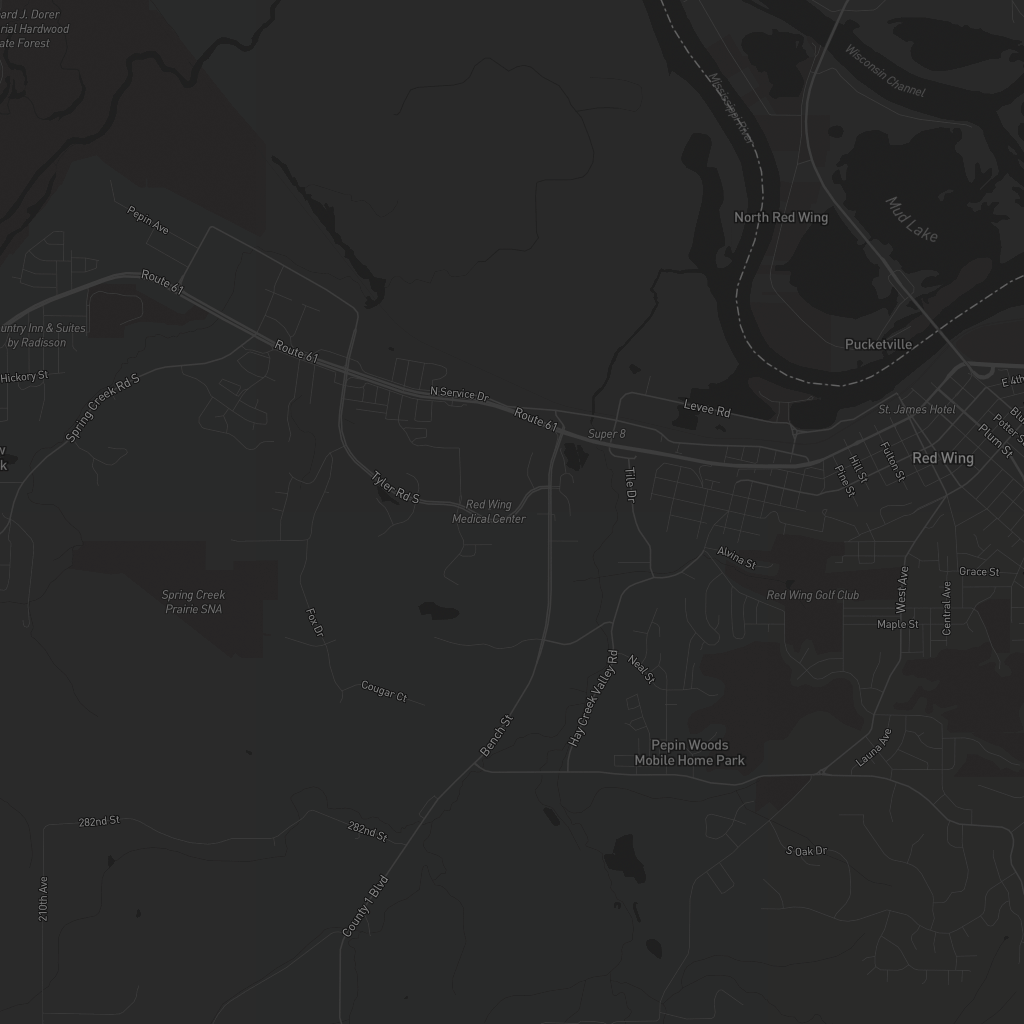 ard J. Dorer
rial Hardwood
ate Forest
Wisconsin Channel
Mississippi River
Pepin Ave
North Red Wing
Mud Lake
Route 61
untry Inn & Suites
by Radisson
Route 61
Pucketville
Hickory St
Spring Creek Rd S
N Service Dr
Route 61
Levee Rd
St. James Hotel
E 4th
Super 8
Blu
Potter S
Plum St
w
k
Red Wing
Hill St
Pine St
Fulton St
Tile Dr
Tyler Rd S
Red Wing
Medical Center
Alvina St
Grace St
Spring Creek
Prairie SNA
Red Wing Golf Club
West Ave
Central Ave
Maple St
Fox Dr
Neal St
Cougar Ct
Hay Creek Valley Rd
Bench St
Pepin Woods
Mobile Home Park
Launa Ave
282nd St
282nd St
S Oak Dr
210th Ave
County 1 Blvd